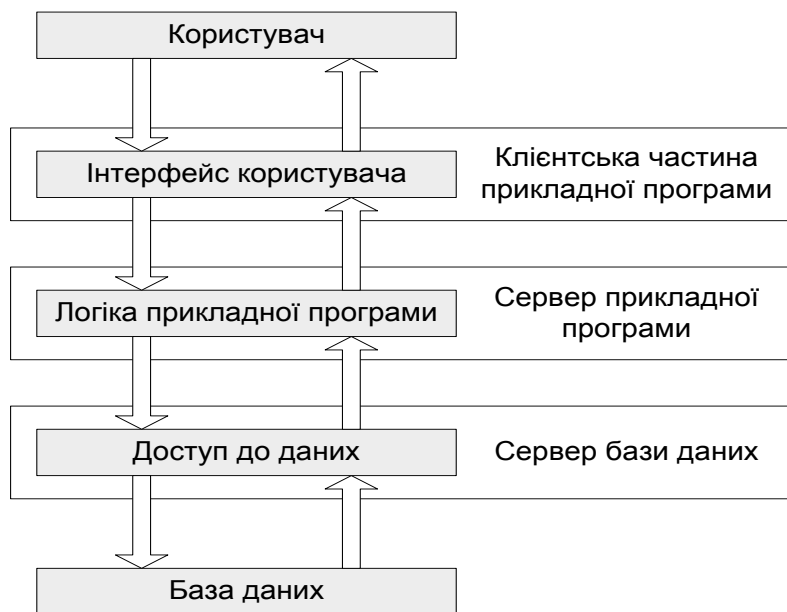 Користувач
Інтерфейс користувача
Клієнтська частина
прикладної програми
Логіка прикладної програми
Сервер прикладної
програми
Доступ до даних
Сервер бази даних
База даних